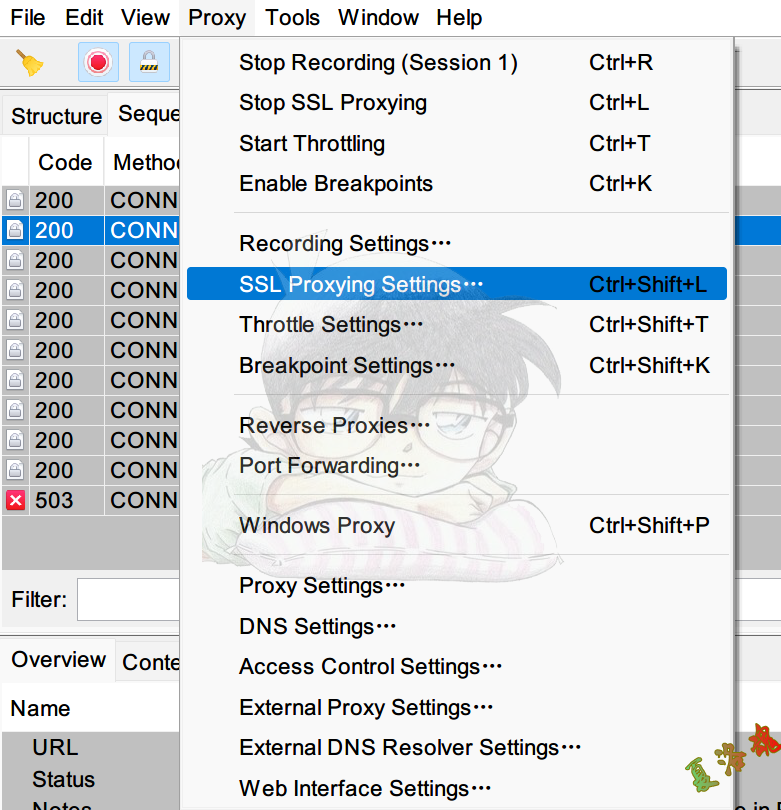 File Edit View Proxy Tools Window Help
Stop Recording (Session 1) Ctrl+R
Stop SSL Proxying Ctrl+L
Start Throttling Ctrl+T
Enable Breakpoints Ctrl+K
Recording Settings…
SSL Proxying Settings… Ctrl+Shift+L
Throttle Settings… Ctrl+Shift+T
Breakpoint Settings… Ctrl+Shift+K
Reverse Proxies…
Port Forwarding…
Windows Proxy Ctrl+Shift+P
Proxy Settings…
DNS Settings…
Access Control Settings…
External Proxy Settings…
External DNS Resolver Settings…
Web Interface Settings…
Structure Seque
Code Metho
200 CONN
200 CONN
200 CONN
200 CONN
200 CONN
200 CONN
200 CONN
200 CONN
200 CONN
200 CONN
503 CONN
Filter:
Overview Conte
Name
URL
Status
Notes